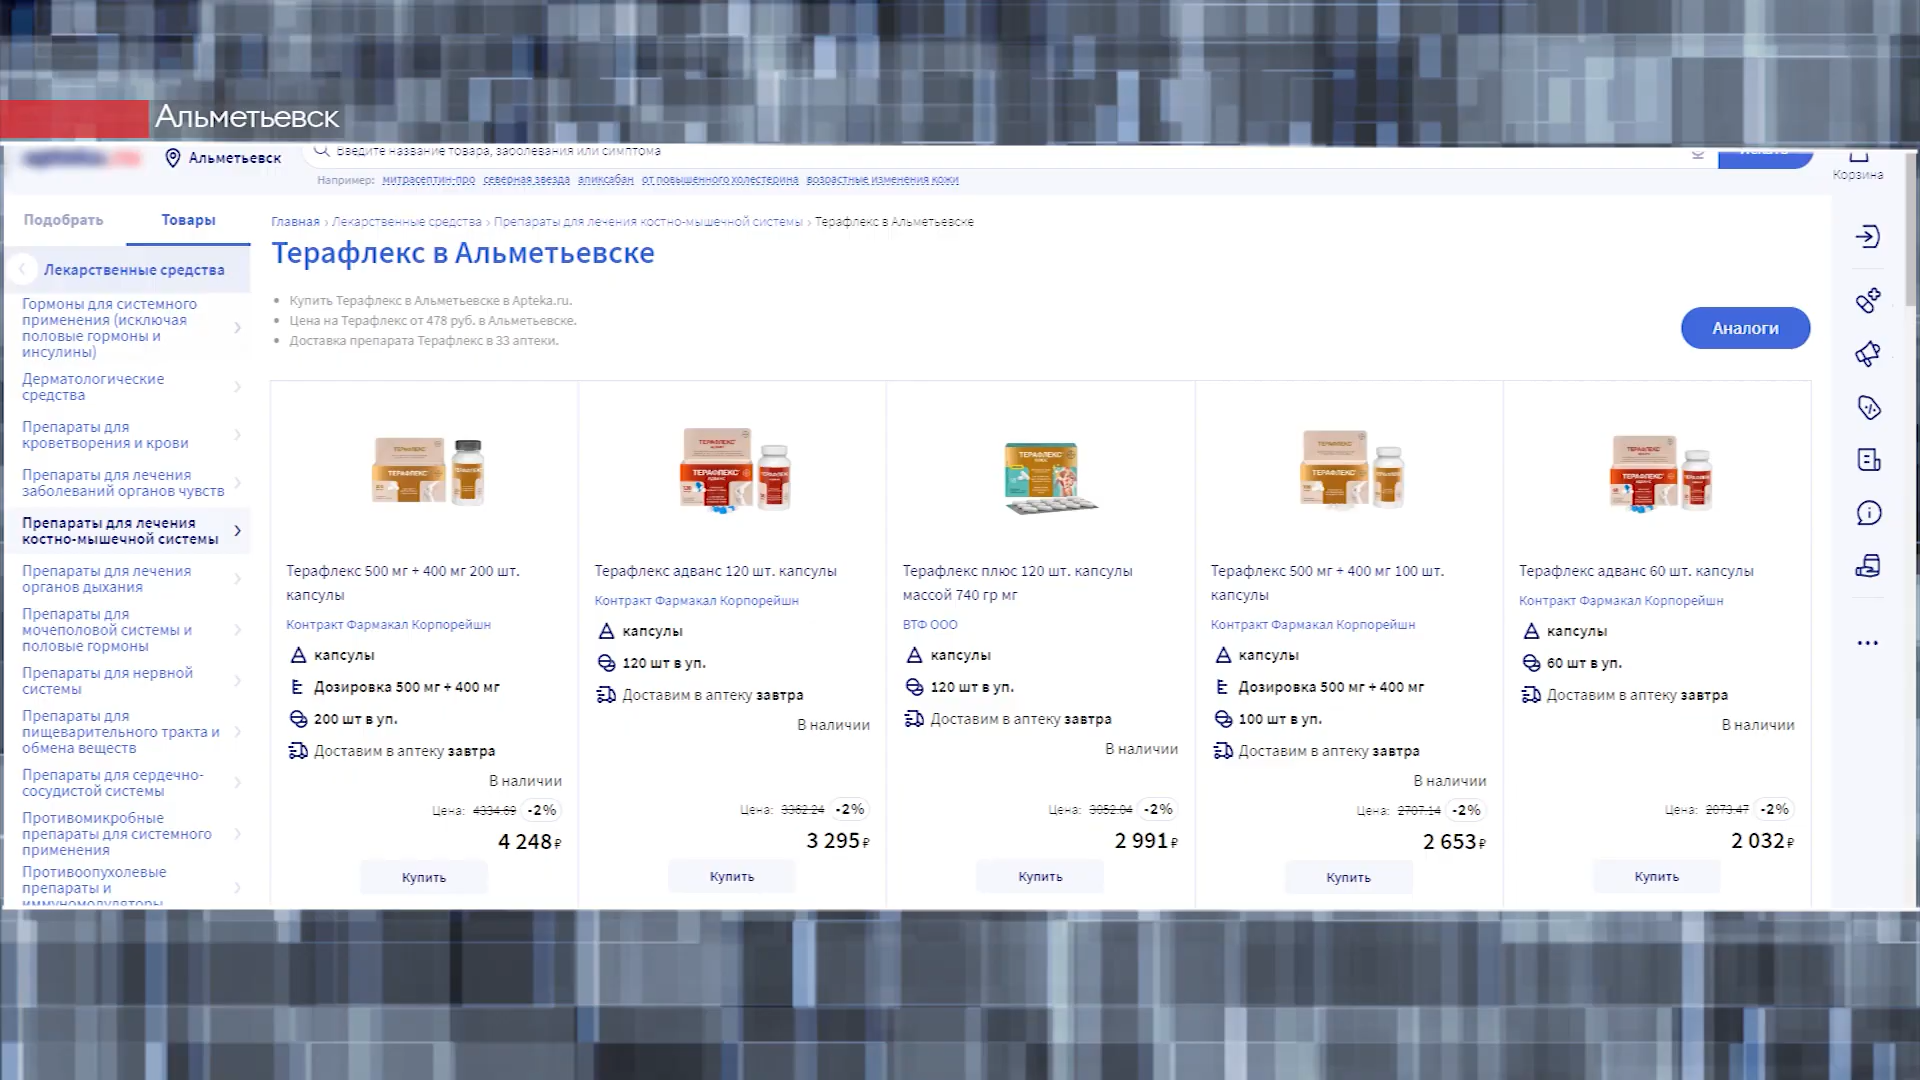 Альметьевск
Альметьевск
Введите название товара, заболевания или симптома
Корзина
Например: митрасептин-про северная звезда апиксабан от повышенного холестерина возрастные изменения кожи
Подобрать
Товары
Лекарственные средства
Гормоны для системного
применения (исключая
половые гормоны и
инсулины)
Дерматологические
средства
Препараты для
кроветворения и крови
Препараты для лечения
заболеваний органов чувств
Препараты для лечения
костно-мышечной системы
Препараты для лечения
органов дыхания
Препараты для
мочеполовой системы и
половые гормоны
Препараты для нервной
системы
Препараты для
пищеварительного тракта и
обмена веществ
Препараты для сердечно-
сосудистой системы
Противомикробные
препараты для системного
применения
Противоопухолевые
препараты и
иммуномодуляторы
Главная › Лекарственные средства › Препараты для лечения костно-мышечной системы › Терафлекс в Альметьевске
Терафлекс в Альметьевске
Купить Терафлекс в Альметьевске в Apteka.ru.
Цена на Терафлекс от 478 руб. в Альметьевске.
Доставка препарата Терафлекс в 33 аптеки.
Аналоги
ТЕРАФЛЕКС
Терафлекс 500 мг + 400 мг 200 шт.
капсулы
Контракт Фармакал Корпорейшн
капсулы
Дозировка 500 мг + 400 мг
200 шт в уп.
Доставим в аптеку завтра
В наличии
Цена: 4334.69 -2%
4 248 ₽
Купить
ТЕРАФЛЕКС
Терафлекс адванс 120 шт. капсулы
Контракт Фармакал Корпорейшн
капсулы
120 шт в уп.
Доставим в аптеку завтра
В наличии
Цена: 3362.24 -2%
3 295 ₽
Купить
ТЕРАФЛЕКС
Терафлекс плюс 120 шт. капсулы
массой 740 гр мг
ВТФ ООО
капсулы
120 шт в уп.
Доставим в аптеку завтра
В наличии
Цена: 3052.04 -2%
2 991 ₽
Купить
ТЕРАФЛЕКС
Терафлекс 500 мг + 400 мг 100 шт.
капсулы
Контракт Фармакал Корпорейшн
капсулы
Дозировка 500 мг + 400 мг
100 шт в уп.
Доставим в аптеку завтра
В наличии
Цена: 2707.14 -2%
2 653 ₽
Купить
ТЕРАФЛЕКС
Терафлекс адванс 60 шт. капсулы
Контракт Фармакал Корпорейшн
капсулы
60 шт в уп.
Доставим в аптеку завтра
В наличии
Цена: 2073.47 -2%
2 032 ₽
Купить